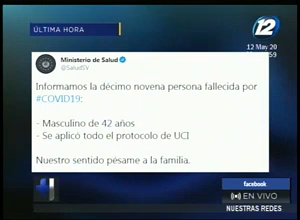 ÚLTIMA HORA
12
12 May 20
:59
Ministerio de Salud
@SaludSV
Informamos la décimo novena persona fallecida por
#COVID19:
- Masculino de 42 años
- Se aplicó todo el protocolo de UCI
Nuestro sentido pésame a la familia.
facebook
EN VIVO
NUESTRAS REDES